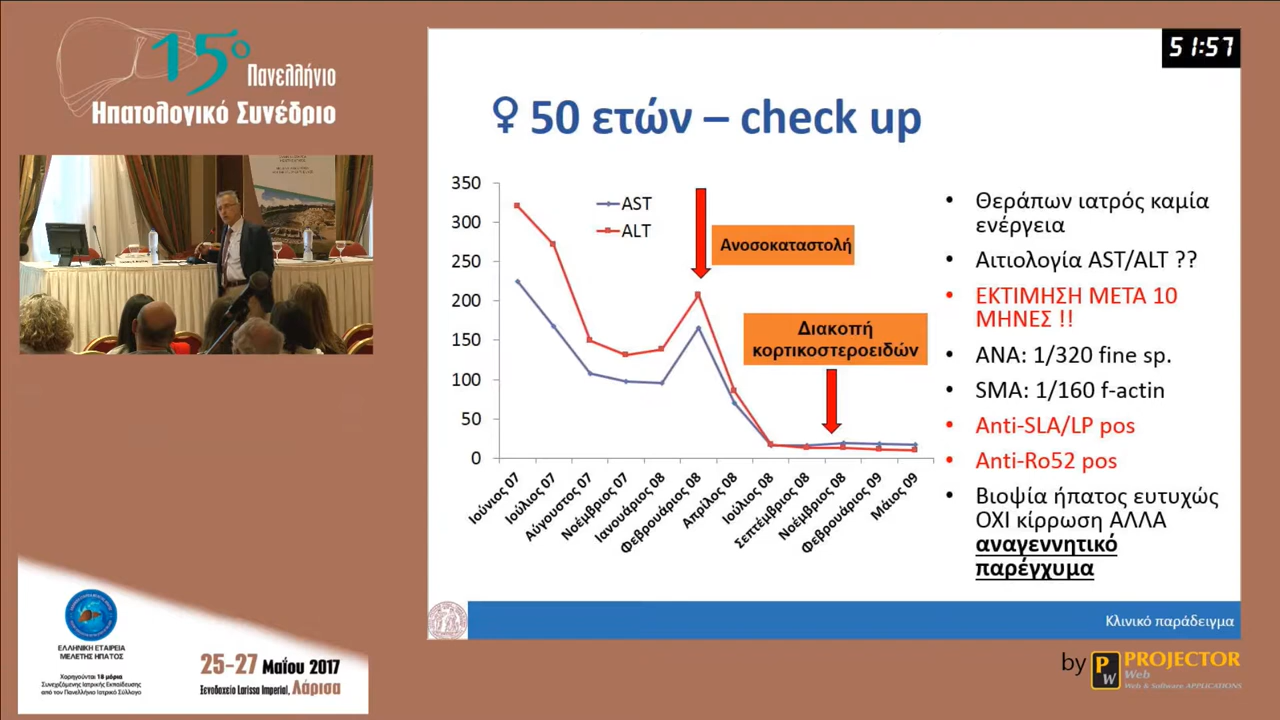 15ο
Πανελλήνιο
Ηπατολογικό Συνέδριο
51:57
♀ 50 ετών – check up
350
300
250
200
150
100
50
0
AST
ALT
Ανοσοκαταστολή
Διακοπή
κορτικοστεροειδών
Ιούνιος 07
Ιούλιος 07
Αύγουστος 07
Νοέμβριος 07
Ιανουάριος 08
Φεβρουάριος 08
Απρίλιος 08
Ιούλιος 08
Σεπτέμβριος 08
Νοέμβριος 08
Φεβρουάριος 09
Μάιος 09
• Θεράπων ιατρός καμία
ενέργεια
• Αιτιολογία AST/ALT ??
• ΕΚΤΙΜΗΣΗ ΜΕΤΑ 10
ΜΗΝΕΣ !!
• ANA: 1/320 fine sp.
• SMA: 1/160 f-actin
• Anti-SLA/LP pos
• Anti-Ro52 pos
• Βιοψία ήπατος ευτυχώς
ΟΧΙ κίρρωση ΑΛΛΑ
αναγεννητικό
παρέγχυμα
Κλινικό παράδειγμα
ΕΛΛΗΝΙΚΗ ΕΤΑΙΡΕΙΑ
ΜΕΛΕΤΗΣ ΗΠΑΤΟΣ
Χορηγούνται 18 μόρια
Συνεχιζόμενης Ιατρικής Εκπαίδευσης
από τον Πανελλήνιο Ιατρικό Σύλλογο
25-27 Μαΐου 2017
Ξενοδοχείο Larissa Imperial, Λάρισα
by PW PROJECTOR
Web
Web & Software APPLICATIONS